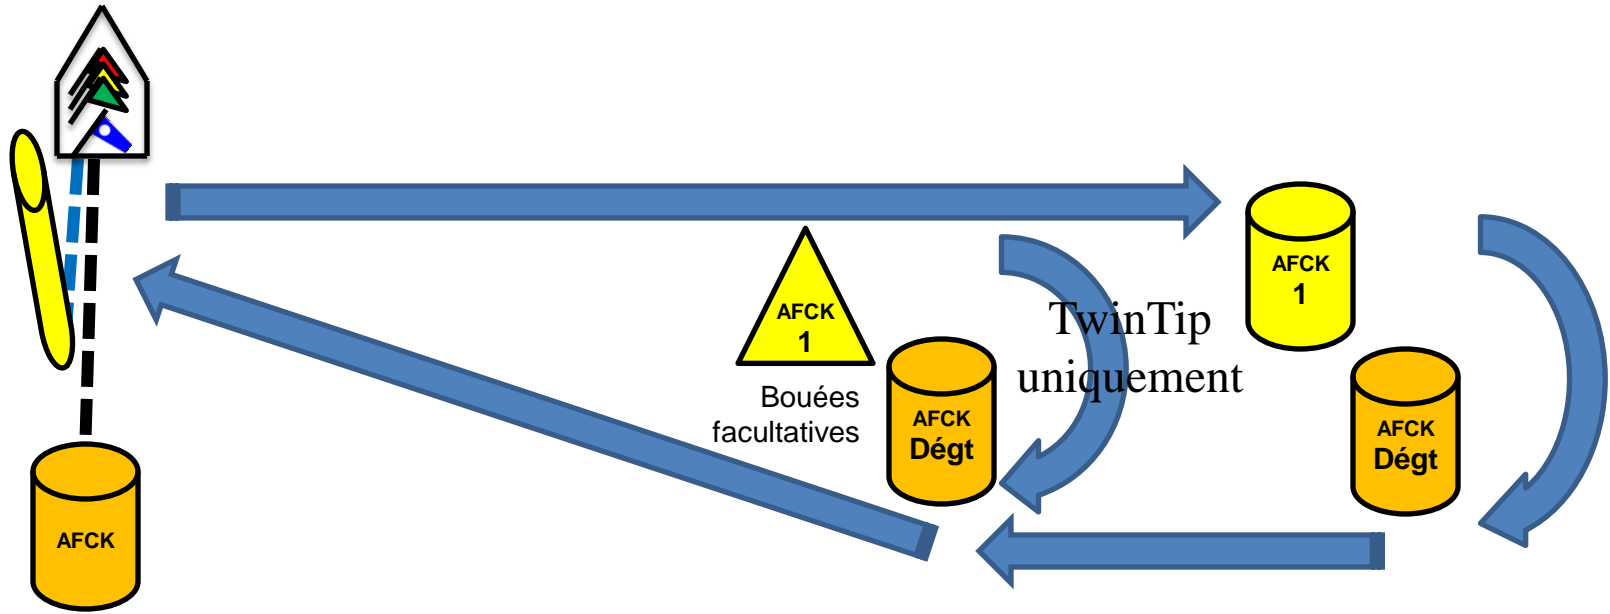 AFCK
1
AFCK
1
TwinTip
uniquement
Bouées
facultatives
AFCK
Dégt
AFCK
Dégt
AFCK